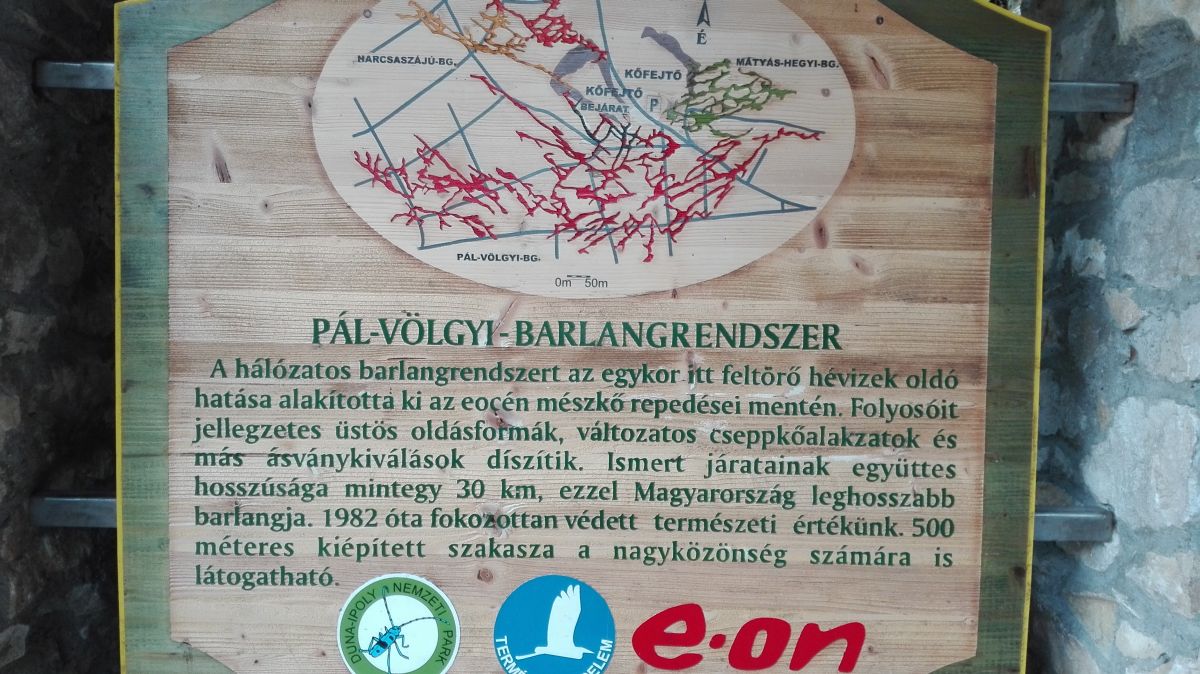 É
HARCSASZÁJÚ-BG.
MÁTYÁS-HEGYI-BG.
KŐFEJTŐ
KŐFEJTŐ
P
BEJÁRAT
PÁL-VÖLGYI-BG.
0m 50m
PÁL-VÖLGYI-BARLANGRENDSZER
A hálózatos barlangrendszert az egykor itt feltörő hévizek oldó
hatása alakította ki az eocén mészkő repedései mentén. Folyosóit
jellegzetes üstös oldásformák, változatos cseppkőalakzatok és
más ásványkiválások díszítik. Ismert járatainak együttes
hosszúsága mintegy 30 km, ezzel Magyarország leghosszabb
barlangja. 1982 óta fokozottan védett természeti értékünk. 500
méteres kiépített szakasza a nagyközönség számára is
látogatható.
DUNA-IPOLY NEMZETI PARK
e·on